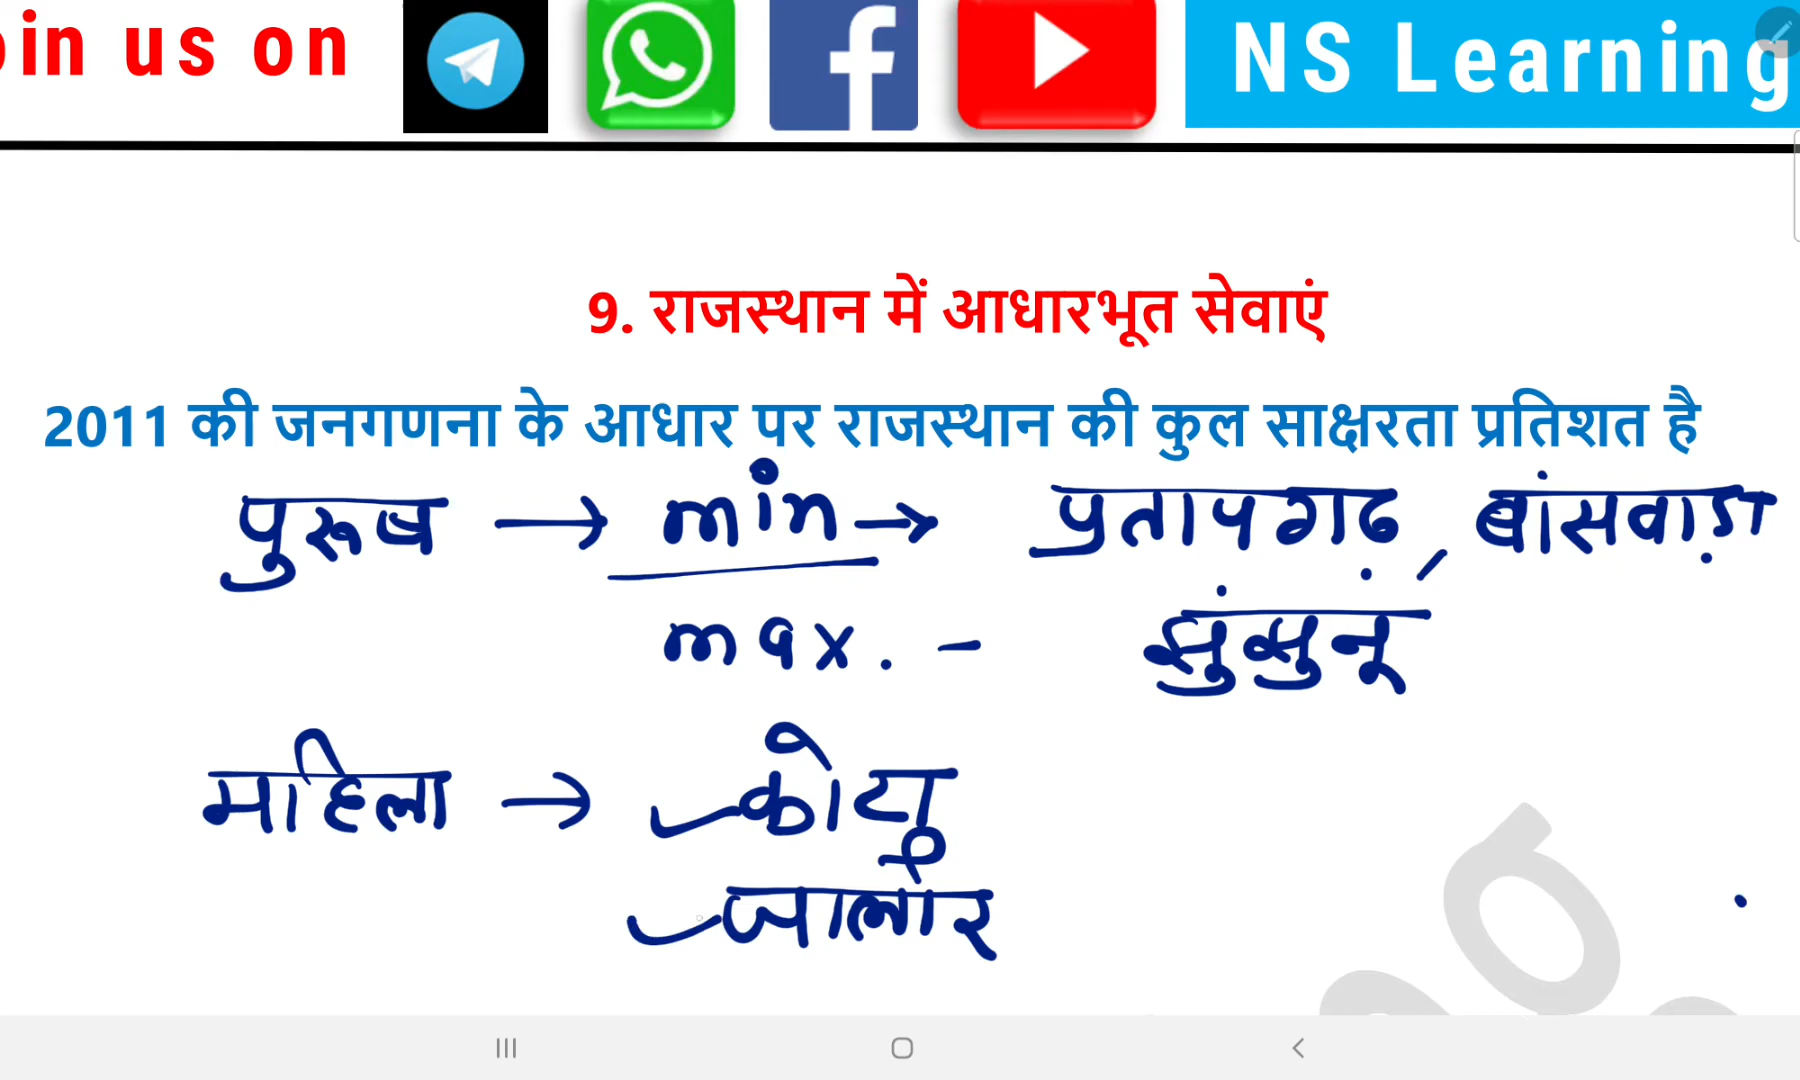 in us on NS Learning
9. राजस्थान में आधारभूत सेवाएं
2011 की जनगणना के आधार पर राजस्थान की कुल साक्षरता प्रतिशत है
पुरूष → min → प्रतापगढ, बांसवाड़ा
max. - झुंझुनू
महिला → कोटा
जालोर